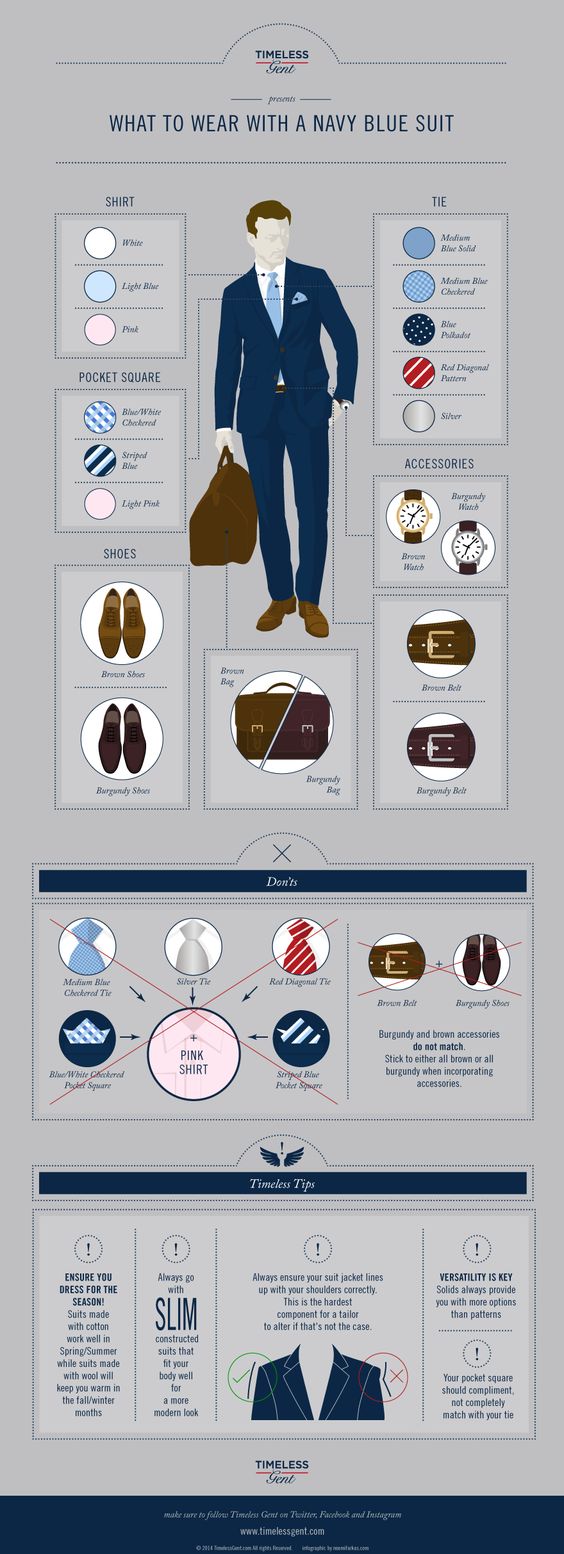 TIMELESS
Gent
presents
WHAT TO WEAR WITH A NAVY BLUE SUIT
SHIRT
White
Light Blue
Pink
POCKET SQUARE
Blue/White
Checkered
Striped
Blue
Light Pink
SHOES
Brown Shoes
Burgundy Shoes
TIE
Medium
Blue Solid
Medium Blue
Checkered
Blue
Polkadot
Red Diagonal
Pattern
Silver
ACCESSORIES
Burgundy
Watch
Brown
Watch
Brown Belt
Burgundy Belt
Brown
Bag
Burgundy
Bag
Don'ts
Medium Blue
Checkered Tie
Silver Tie
Red Diagonal Tie
Blue/White Checkered
Pocket Square
+
PINK
SHIRT
Striped Blue
Pocket Square
+
Brown Belt
Burgundy Shoes
Burgundy and brown accessories
do not match.
Stick to either all brown or all
burgundy when incorporating
accessories.
!
Timeless Tips
!
ENSURE YOU
DRESS FOR THE
SEASON!
Suits made
with cotton
work well in
Spring/Summer
while suits made
with wool will
keep you warm in
the fall/winter
months
!
Always go
with
SLIM
constructed
suits that
fit your
body well
for
a more
modern look
!
Always ensure your suit jacket lines
up with your shoulders correctly.
This is the hardest
component for a tailor
to alter if that's not the case.
!
VERSATILITY IS KEY
Solids always provide
you with more options
than patterns
!
Your pocket square
should compliment,
not completely
match with your tie
TIMELESS
Gent
make sure to follow Timeless Gent on Twitter, Facebook and Instagram
www.timelessgent.com
© 2014 TimelessGent.com All rights Reserved. infographic by noemifarkas.com